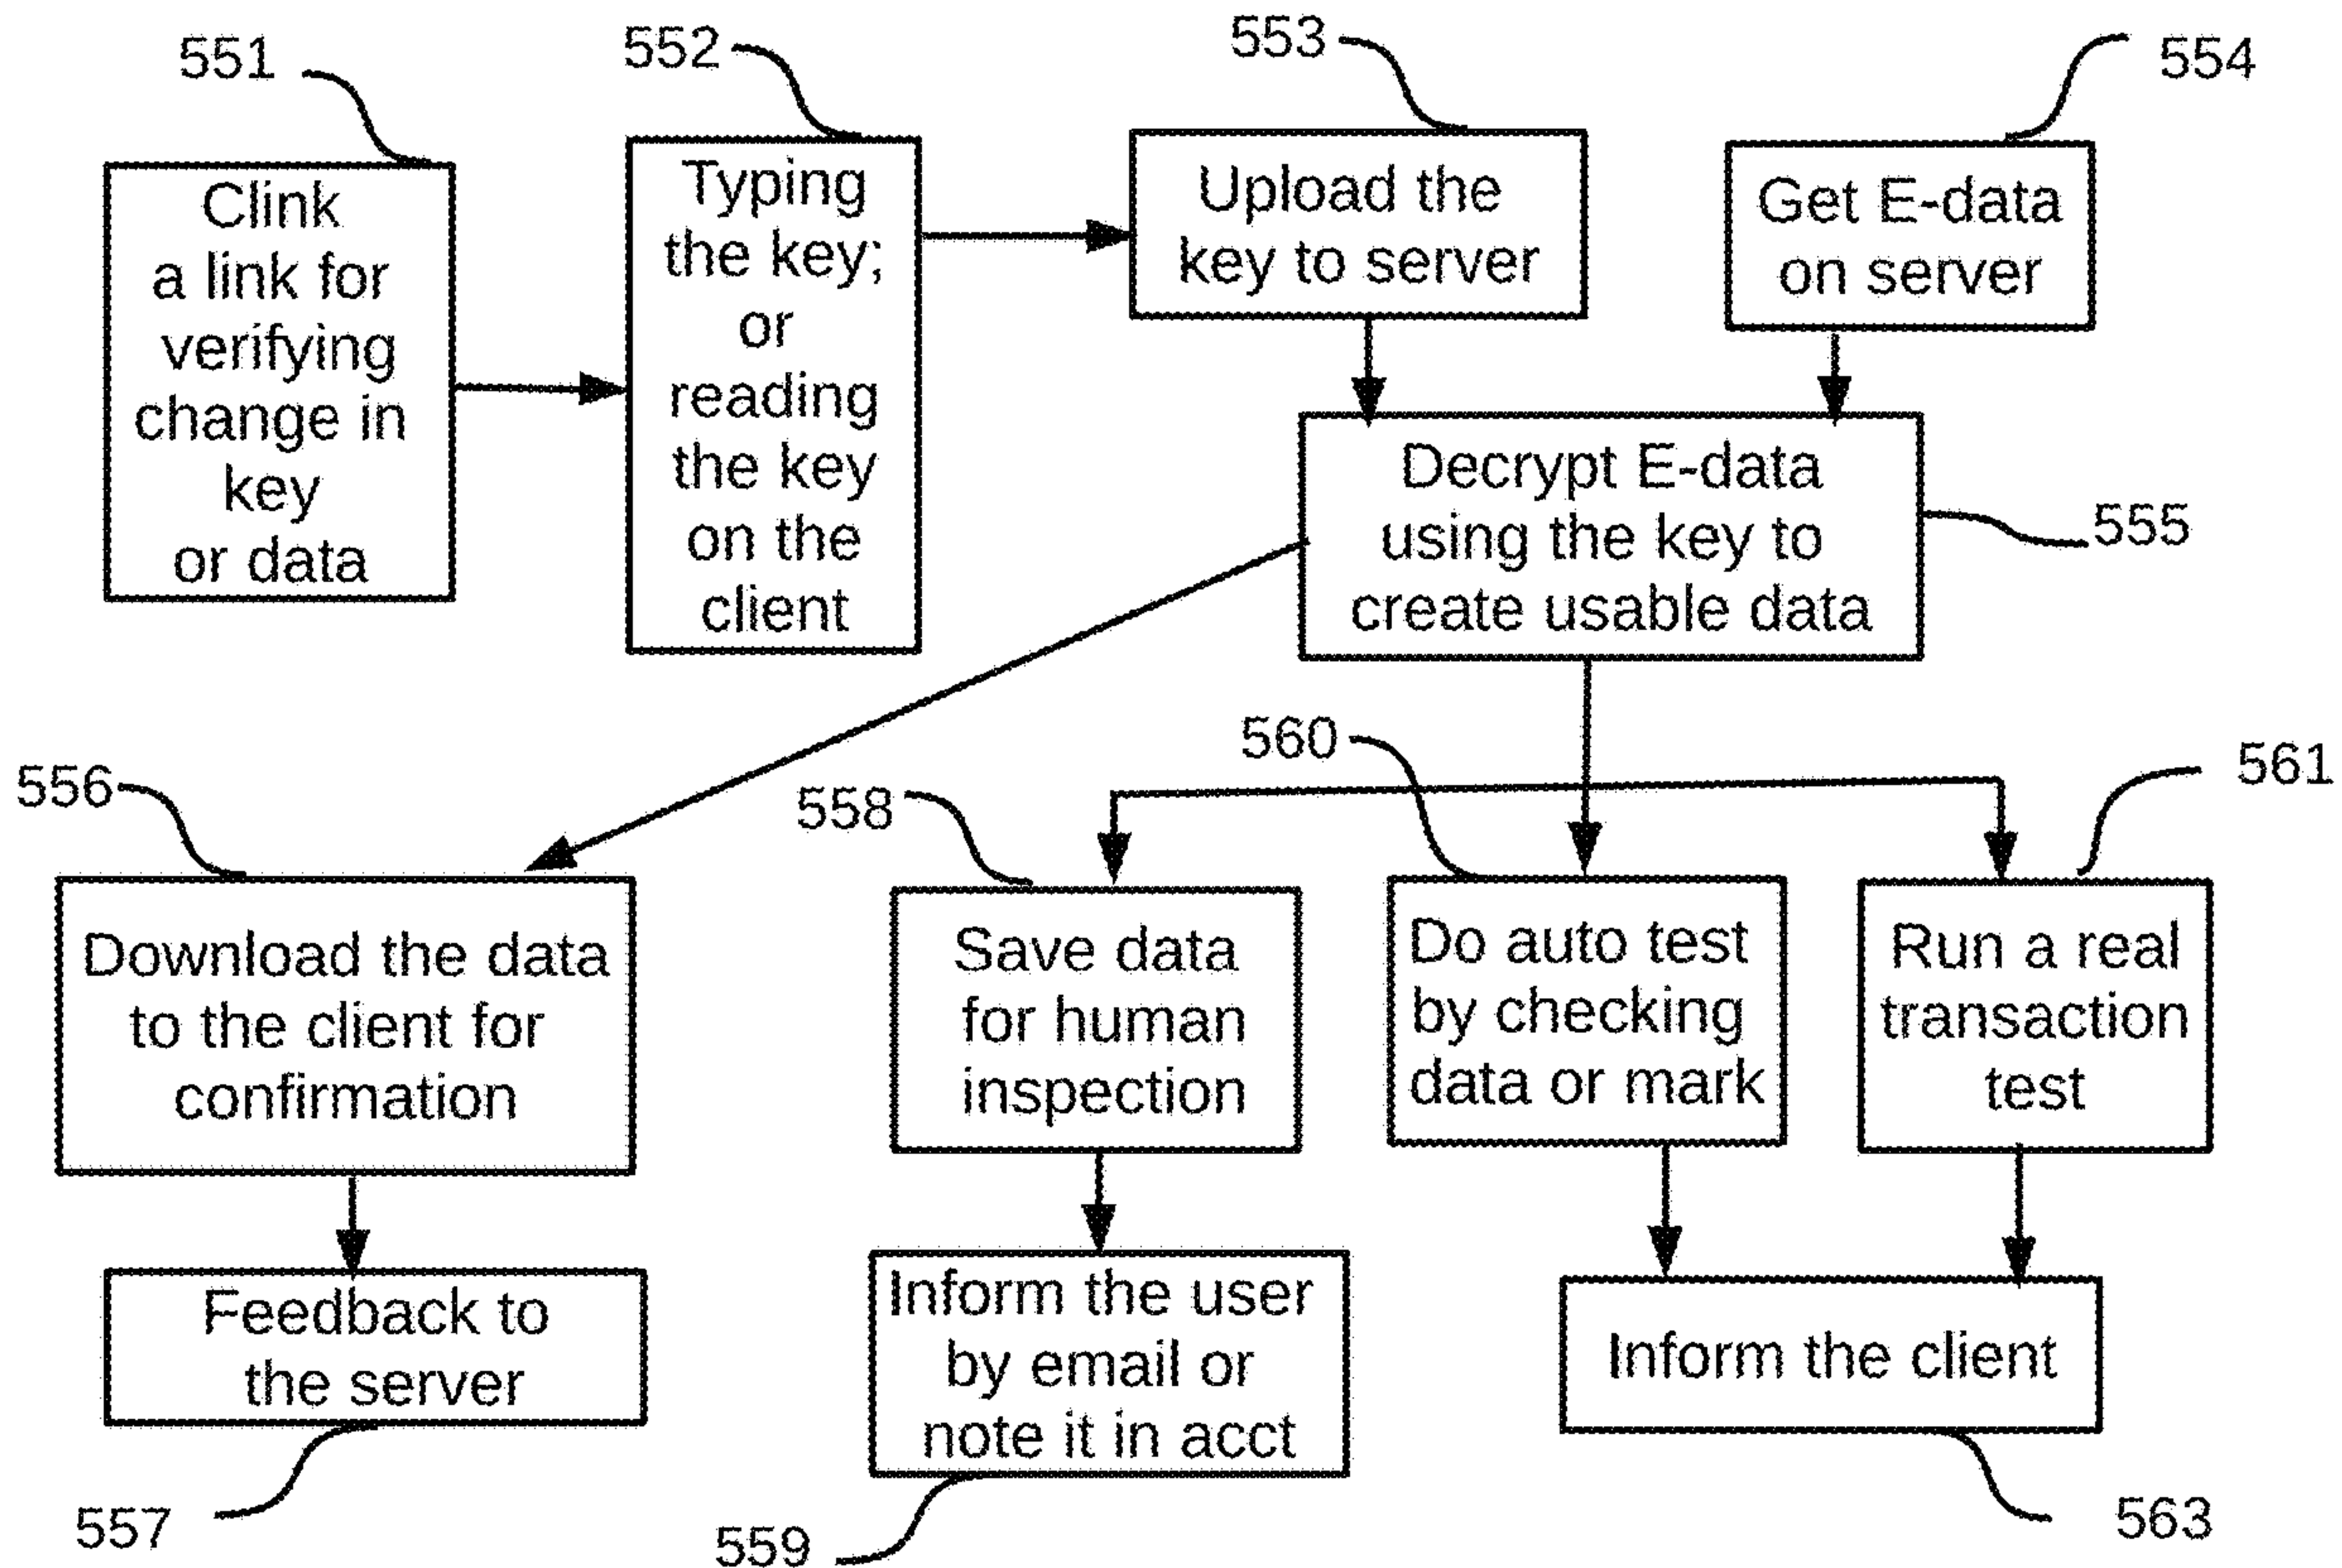 551
Clink
a link for
verifying
change in
key
or data
552
Typing
the key;
or
reading
the key
on the
client
553
Upload the
key to server
554
Get E-data
on server
Decrypt E-data
using the key to
create usable data
555
556
Download the data
to the client for
confirmation
Feedback to
the server
557
558
Save data
for human
inspection
Inform the user
by email or
note it in acct
559
560
Do auto test
by checking
data or mark
561
Run a real
transaction
test
Inform the client
563